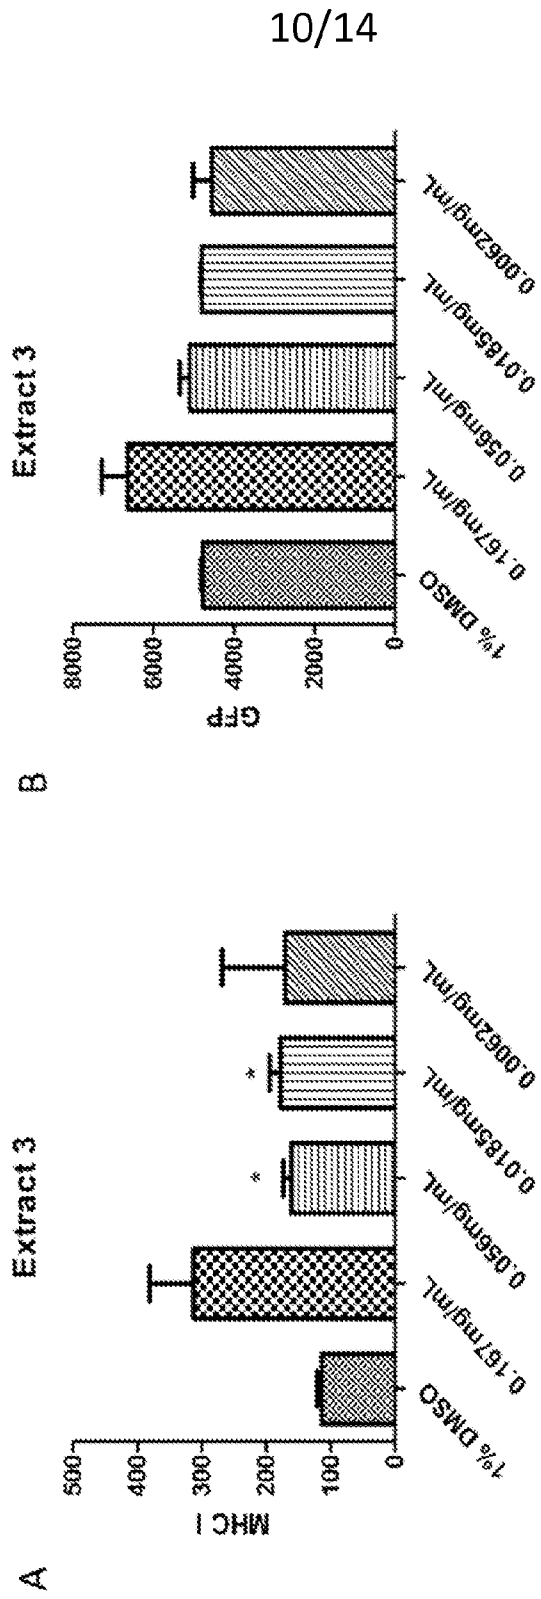 10/14
A
Extract 3
MHC I
500
400
300
200
100
0
*
*
1% DMSO
0.167mg/mL
0.056mg/mL
0.0185mg/mL
0.0062mg/mL
B
Extract 3
GFP
8000
6000
4000
2000
0
1% DMSO
0.167mg/mL
0.056mg/mL
0.0185mg/mL
0.0062mg/mL